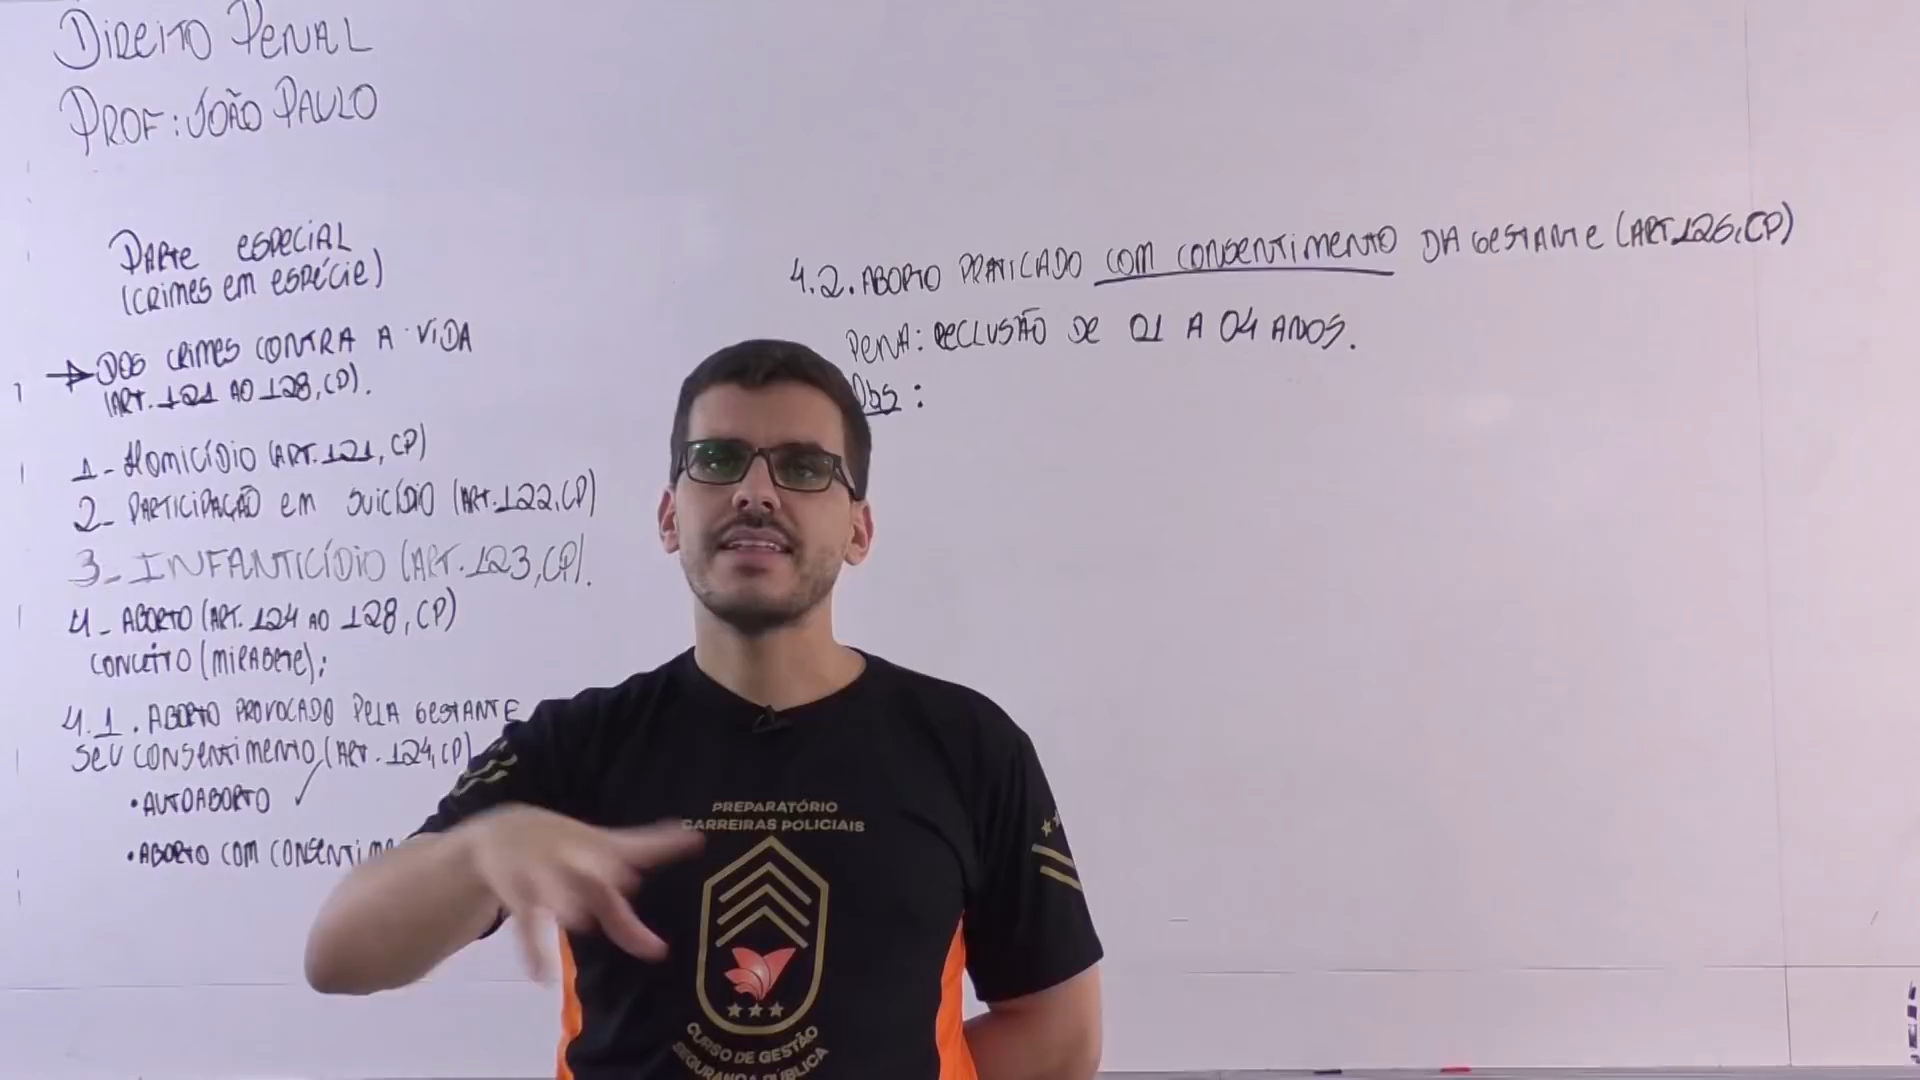 DIREITO PENAL
PROF: JOÃO PAULO
PARTE ESPECIAL
(CRIMES EM ESPÉCIE)
DOS CRIMES CONTRA A VIDA
(ART. 121 AO 128, CP).
1- HOMICÍDIO (ART. 121, CP)
2- PARTICIPAÇÃO EM SUICÍDIO (ART. 122, CP)
3- INFANTICÍDIO (ART. 123, CP).
4- ABORTO (ART. 124 AO 128, CP)
CONCEITO (MIRABETE);
4.1. ABORTO PROVOCADO PELA GESTANTE
SEU CONSENTIMENTO (ART. 124, CP)
• AUTOABORTO
• ABORTO COM
4.2. ABORTO PRATICADO COM CONSENTIMENTO DA GESTANTE (ART. 126, CP)
PENA: RECLUSÃO DE 01 A 04 ANOS.
Obs :
PREPARATÓRIO
CARREIRAS POLICIAIS
CURSO DE GESTÃO
SEGURANÇA PÚBLICA